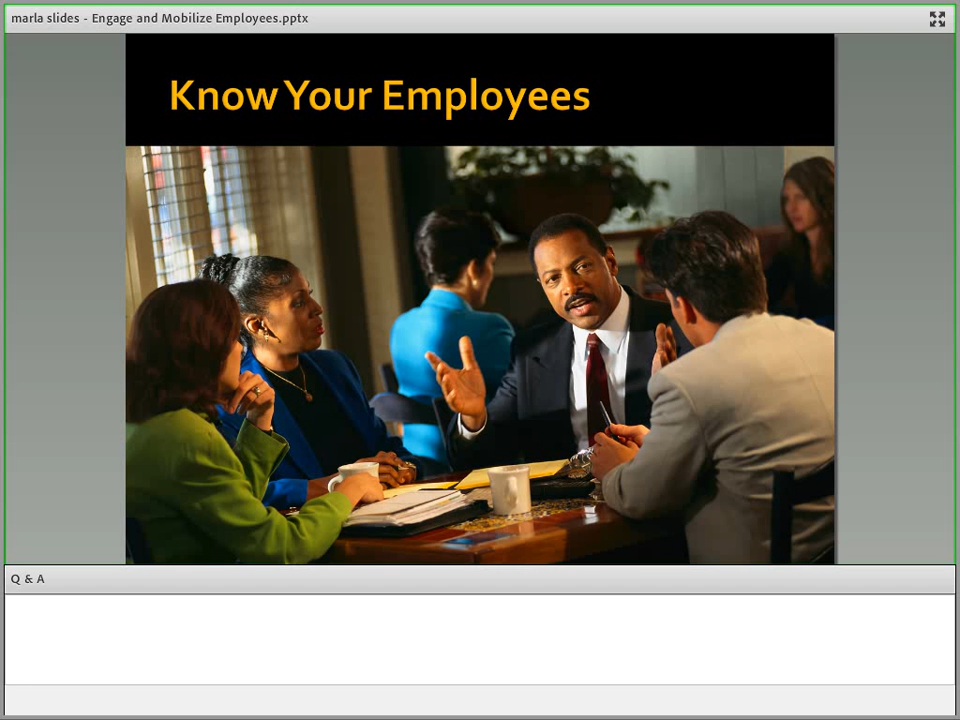 marla slides - Engage and Mobilize Employees.pptx
Know Your Employees
Q & A